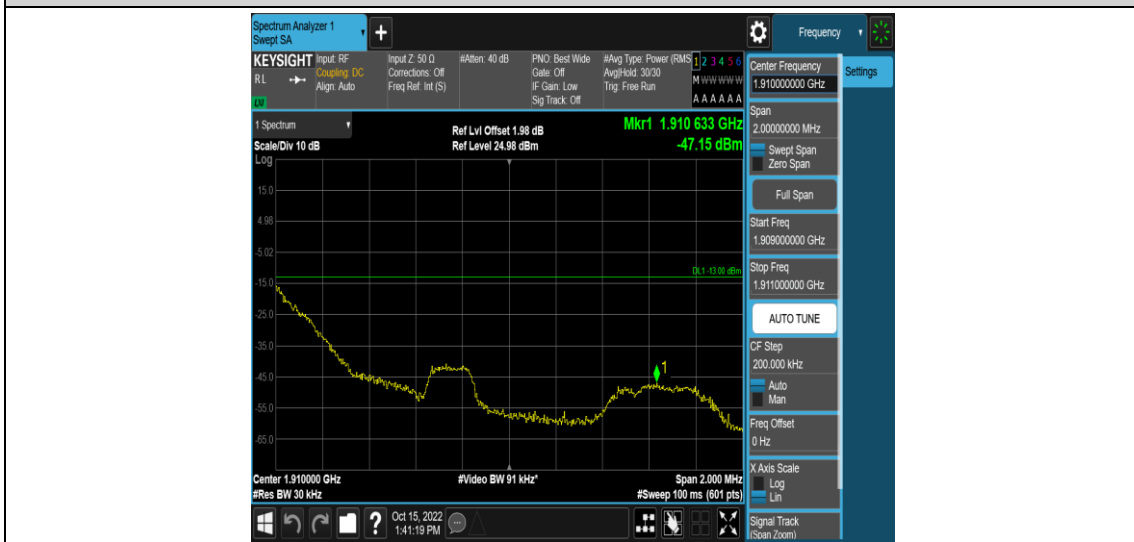 Spectrum Analyzer 1
Swept SA
+
Frequency
KEYSIGHT
RL
Input: RF
Coupling: DC
Align: Auto
Input Z: 50 Ω
Corrections: Off
Freq Ref: Int (S)
#Atten: 40 dB
PNO: Best Wide
Gate: Off
IF Gain: Low
Sig Track: Off
#Avg Type: Power (RMS
Avg|Hold: 30/30
Trig: Free Run
1 2 3 4 5 6
M W W W W W
A A A A A A
Center Frequency
1.910000000 GHz
Settings
Span
2.00000000 MHz
Swept Span
Zero Span
Full Span
Start Freq
1.909000000 GHz
Stop Freq
1.911000000 GHz
AUTO TUNE
CF Step
200.000 kHz
Auto
Man
Freq Offset
0 Hz
X Axis Scale
Log
Lin
Signal Track
(Span Zoom)
1 Spectrum
Scale/Div 10 dB
Ref Lvl Offset 1.98 dB
Ref Level 24.98 dBm
Mkr1 1.910 633 GHz
-47.15 dBm
Log
15.0
4.98
-5.02
DL1 -13.00 dBm
-15.0
-25.0
-35.0
1
-45.0
-55.0
-65.0
Center 1.910000 GHz
#Video BW 91 kHz*
Span 2.000 MHz
#Res BW 30 kHz
#Sweep 100 ms (601 pts)
?
Oct 15, 2022
1:41:19 PM